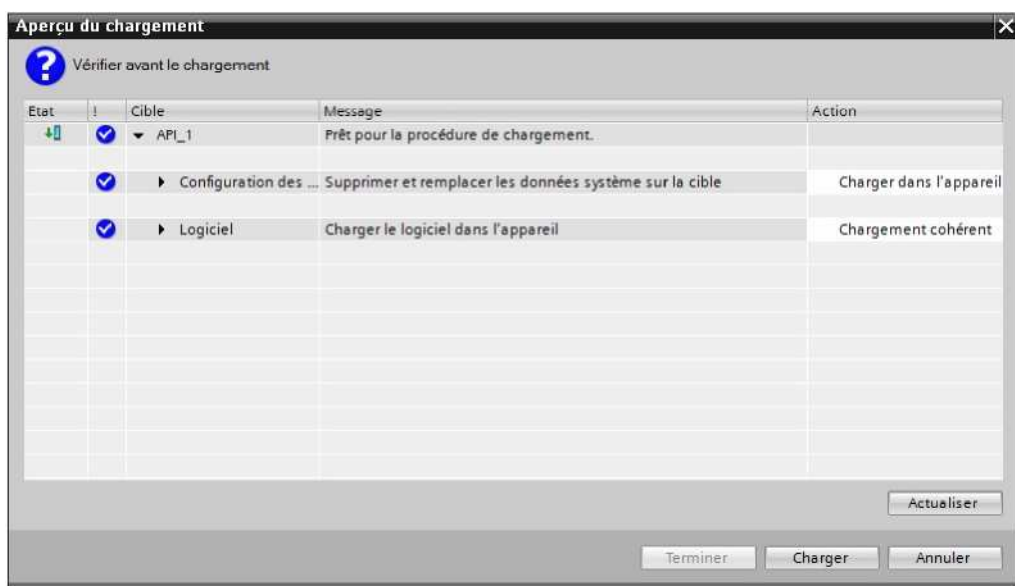 Aperçu du chargement
Vérifier avant le chargement
Etat ! Cible Message Action
API_1 Prêt pour la procédure de chargement.
Configuration des ... Supprimer et remplacer les données système sur la cible Charger dans l'appareil
Logiciel Charger le logiciel dans l'appareil Chargement cohérent
Actualiser
Terminer Charger Annuler